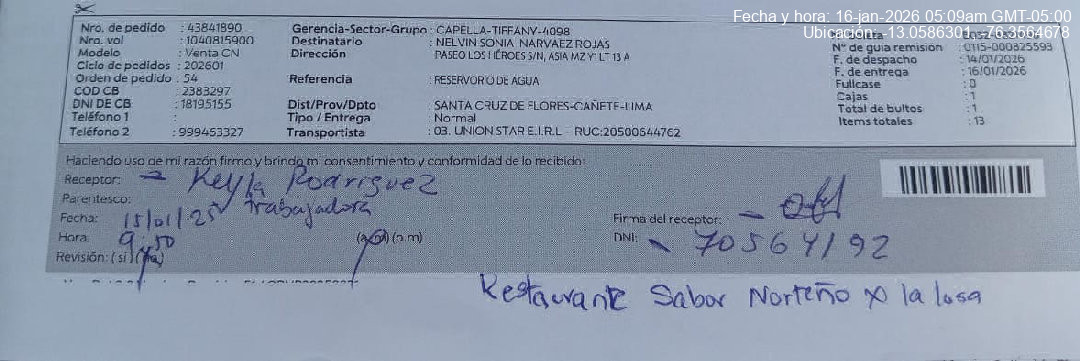 Fecha y hora: 16-jan-2026 05:09am GMT-05:00
Ubicación: -13.0586301, -76.3564678
Nro. de pedido : 43841890
Nro. vol : 1040815900
Modelo : Venta CN
Ciclo de pedidos : 202601
Orden de pedido : 54
COD CB : 2383297
DNI DE CB : 18195155
Teléfono 1 :
Teléfono 2 : 999453327
Gerencia-Sector-Grupo : CAPELLA-TIFFANY-4098
Destinatario : NELVIN SONIA NARVAEZ ROJAS
Dirección : PASEO LOS HÉROES S/N, ASIA MZ Y' LT 13 A
Referencia : RESERVORIO DE AGUA
Dist/Prov/Dpto : SANTA CRUZ DE FLORES-CAÑETE-LIMA
Tipo / Entrega : Normal
Transportista : 03. UNION STAR E.I.R.L - RUC:20500644762
N° de guia remisión : 0115-000825593
F. de despacho : 14/01/2026
F. de entrega : 16/01/2026
Fullcase : 0
Cajas : 1
Total de bultos : 1
Items totales : 13
Haciendo uso de mi razón firmo y brindo mi consentimiento y conformidad de lo recibido:
Receptor: Keyla Rodriguez
Parentesco: trabajadora
Fecha: 15/01/25
Hora: 9:50 (a.m) (p.m)
Revisión: (si) (no)
Firma del receptor:
DNI: 70564192
Restaurante Sabor Norteño x la losa